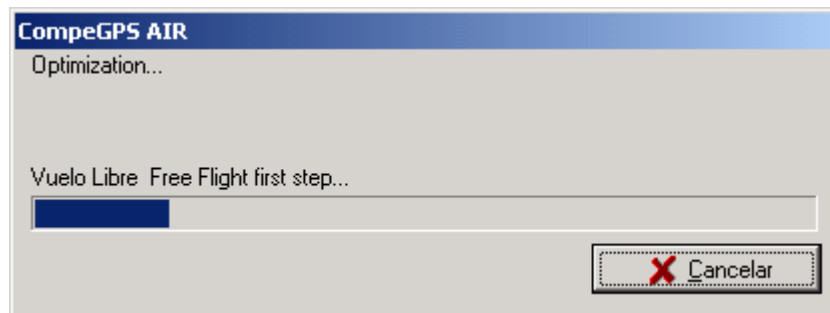 CompeGPS AIR
Optimization...
Vuelo Libre  Free Flight first step...
Cancelar